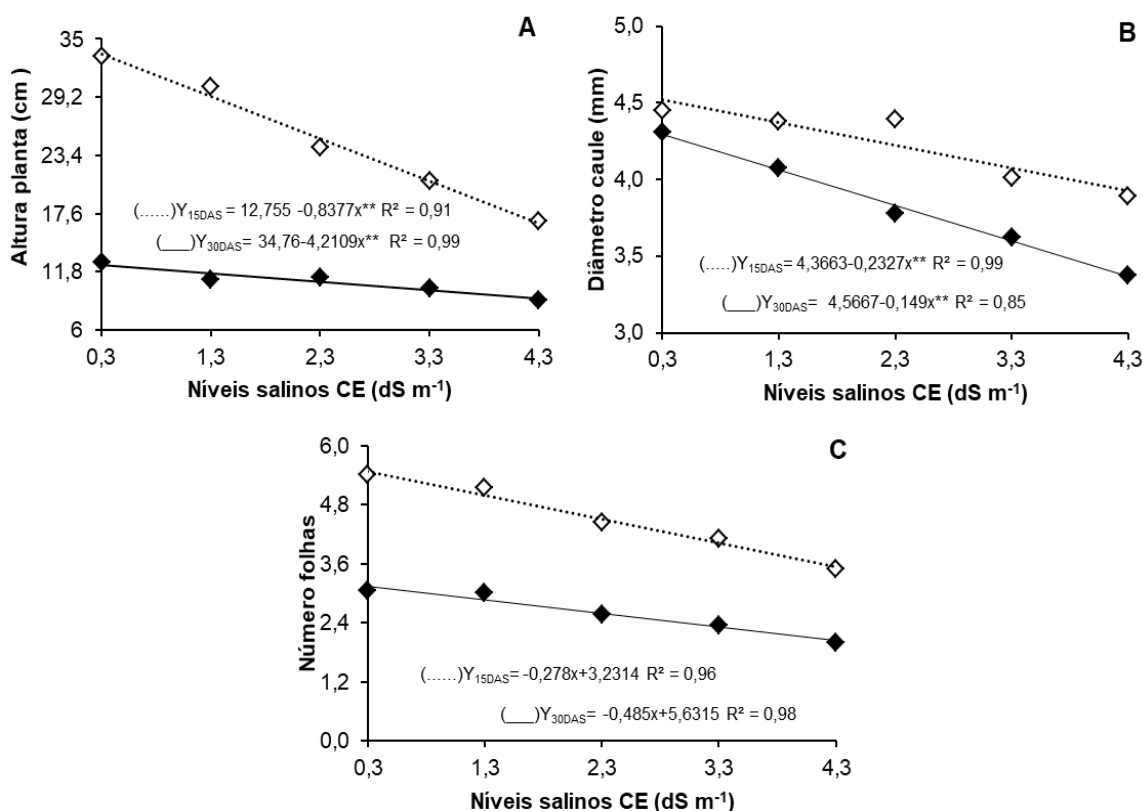 A
Altura planta (cm )
35
29,2
23,4
17,6
11,8
6
(......)Y15DAS = 12,755 -0,8377x** R² = 0,91
(___)Y30DAS= 34,76-4,2109x** R² = 0,99
0,3 1,3 2,3 3,3 4,3
Níveis salinos CE (dS m-1)
B
Diâmetro caule (mm)
5,0
4,5
4,0
3,5
3,0
(.....)Y15DAS= 4,3663-0,2327x** R² = 0,99
(___)Y30DAS= 4,5667-0,149x** R² = 0,85
0,3 1,3 2,3 3,3 4,3
Níveis salinos CE (dS m-1)
C
Número folhas
6,0
4,8
3,6
2,4
1,2
0,0
(......)Y15DAS= -0,278x+3,2314 R² = 0,96
(___)Y30DAS= -0,485x+5,6315 R² = 0,98
0,3 1,3 2,3 3,3 4,3
Níveis salinos CE (dS m-1)